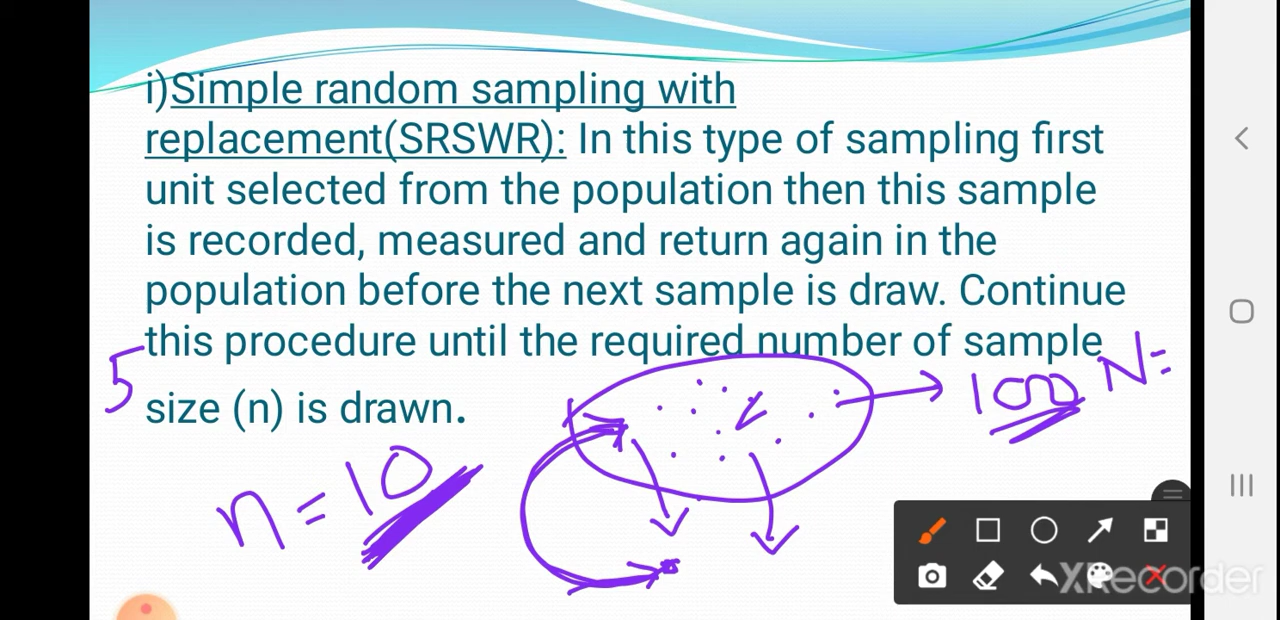 i)Simple random sampling with
replacement(SRSWR): In this type of sampling first
unit selected from the population then this sample
is recorded, measured and return again in the
population before the next sample is draw. Continue
this procedure until the required number of sample
size (n) is drawn.
5
100 N=
n = 10
XRecorder